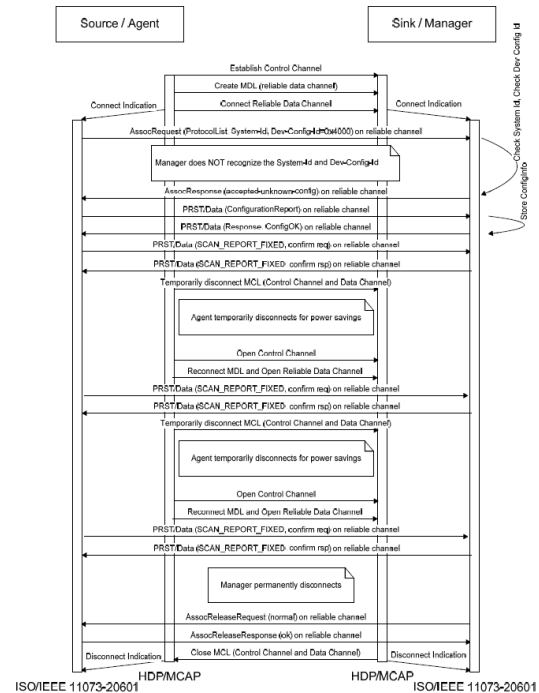 Source / Agent
Sink / Manager
Establish Control Channel
Create MDL (reliable data channel)
Connect Indication
Connect Reliable Data Channel
Connect Indication
AssocRequest (ProtocolList, System-Id, Dev-Config-Id=0x4000) on reliable channel
Check System Id, Check Dev Config Id
Manager does NOT recognize the System-Id and Dev-Config-Id
AssocResponse (accepted-unknown-config) on reliable channel
PRST/Data (ConfigurationReport) on reliable channel
Store ConfigInfo
PRST/Data (Response, ConfigOK) on reliable channel
PRST/Data (SCAN_REPORT_FIXED, confirm req) on reliable channel
PRST/Data (SCAN_REPORT_FIXED, confirm rsp) on reliable channel
Temporarily disconnect MCL (Control Channel and Data Channel)
Agent temporarily disconnects for power savings
Open Control Channel
Reconnect MDL and Open Reliable Data Channel
PRST/Data (SCAN_REPORT_FIXED, confirm req) on reliable channel
PRST/Data (SCAN_REPORT_FIXED, confirm rsp) on reliable channel
Temporarily disconnect MCL (Control Channel and Data Channel)
Agent temporarily disconnects for power savings
Open Control Channel
Reconnect MDL and Open Reliable Data Channel
PRST/Data (SCAN_REPORT_FIXED, confirm req) on reliable channel
PRST/Data (SCAN_REPORT_FIXED, confirm rsp) on reliable channel
Manager permanently disconnects
AssocReleaseRequest (normal) on reliable channel
AssocReleaseResponse (ok) on reliable channel
Disconnect Indication
Close MCL (Control Channel and Data Channel)
Disconnect Indication
HDP/MCAP
HDP/MCAP
ISO/IEEE 11073-20601
ISO/IEEE 11073-20601